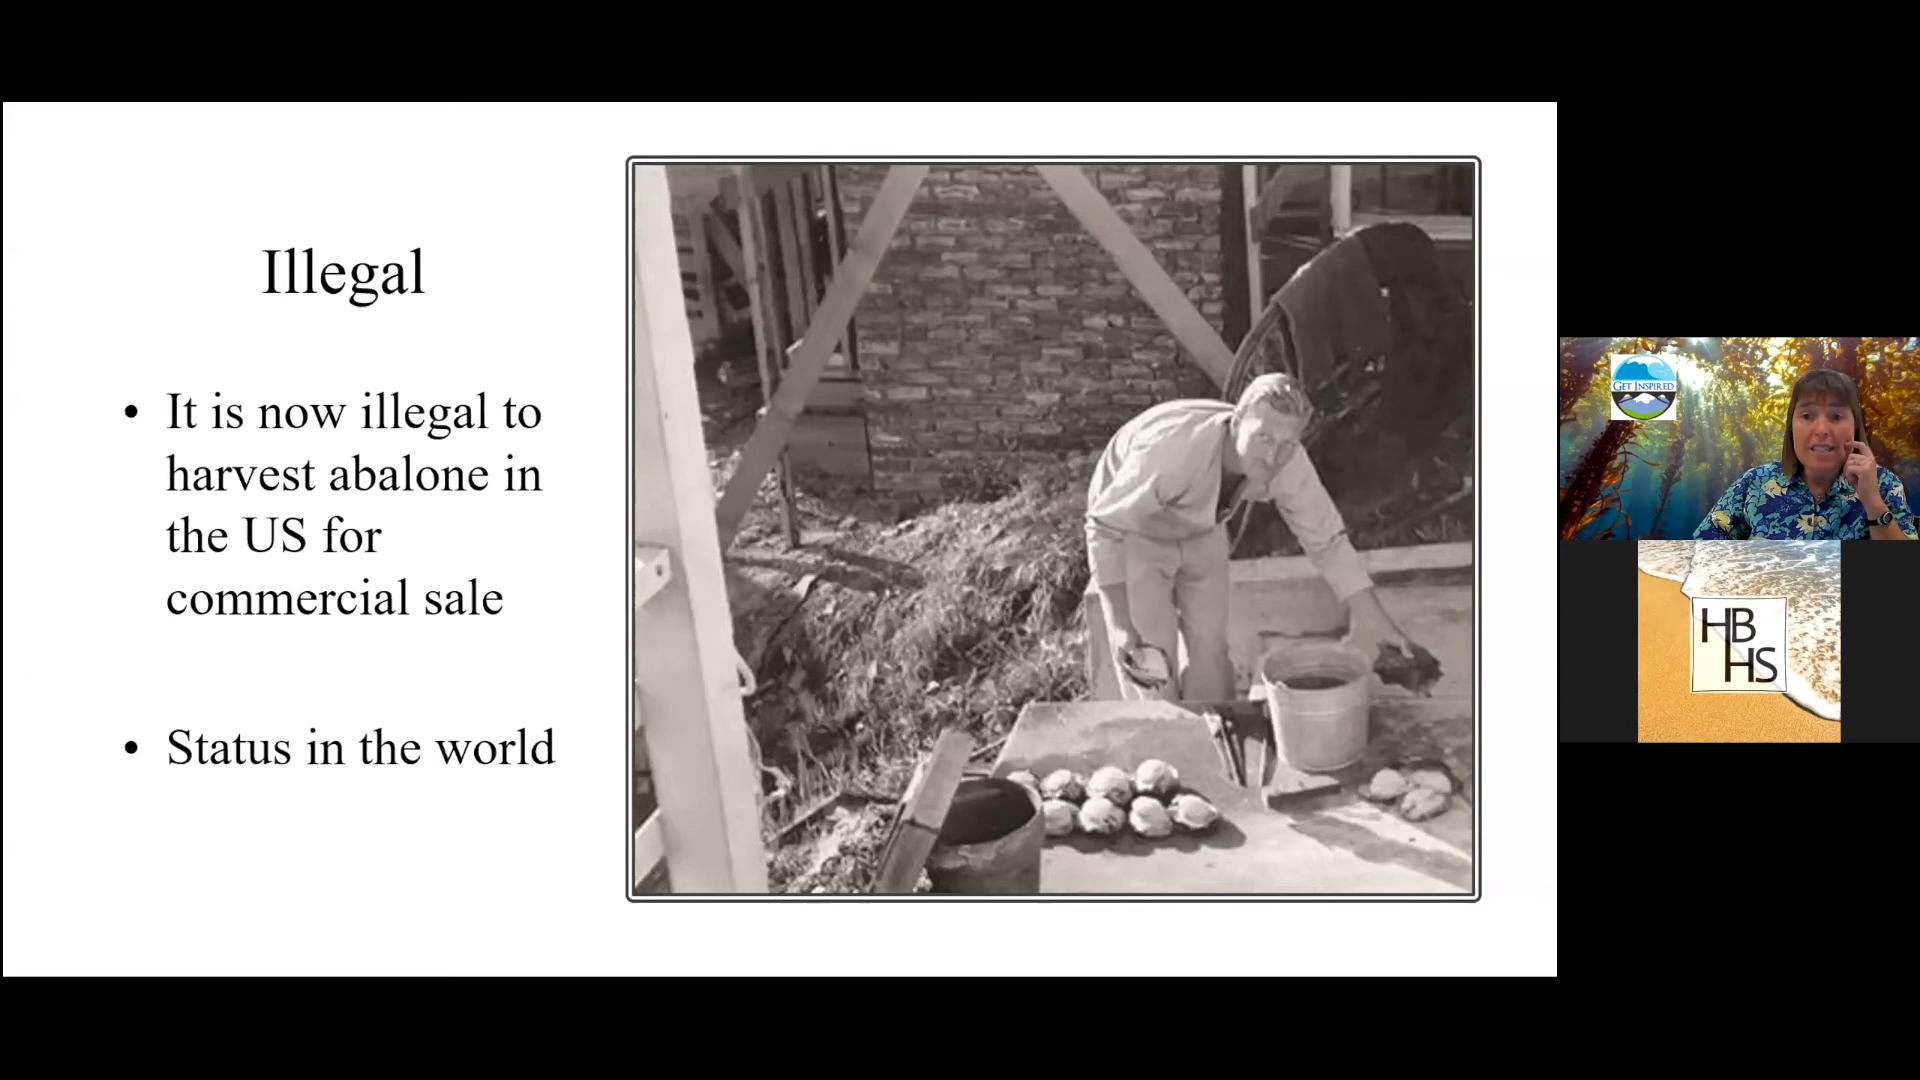 Illegal
• It is now illegal to
harvest abalone in
the US for
commercial sale
• Status in the world
GET INSPIRED
HB
HS